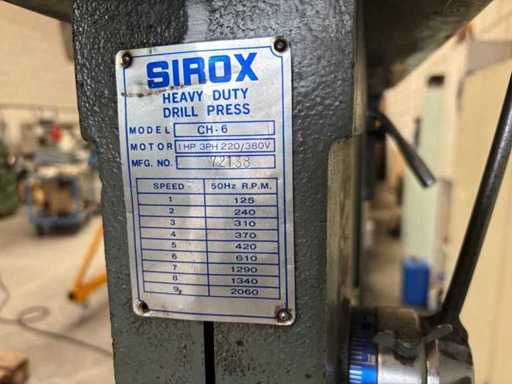 SIROX
HEAVY DUTY
DRILL PRESS
MODEL CH-6
MOTOR 1HP 3PH 220/380V
MFG. NO. 72138
SPEED 50Hz R.P.M.
1 125
2 240
3 310
4 370
5 420
6 610
7 1290
8 1340
9 2060